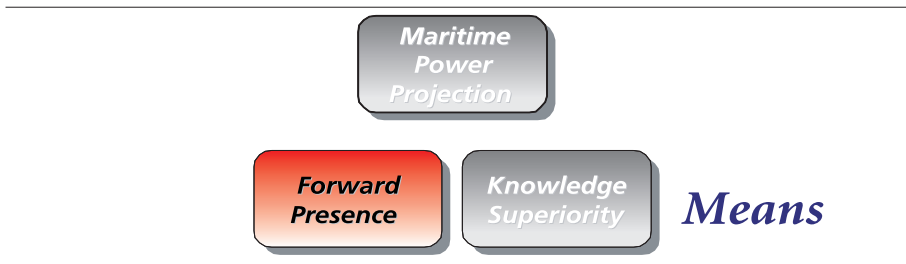 Maritime
Power
Projection
Forward
Presence
Knowledge
Superiority
Means